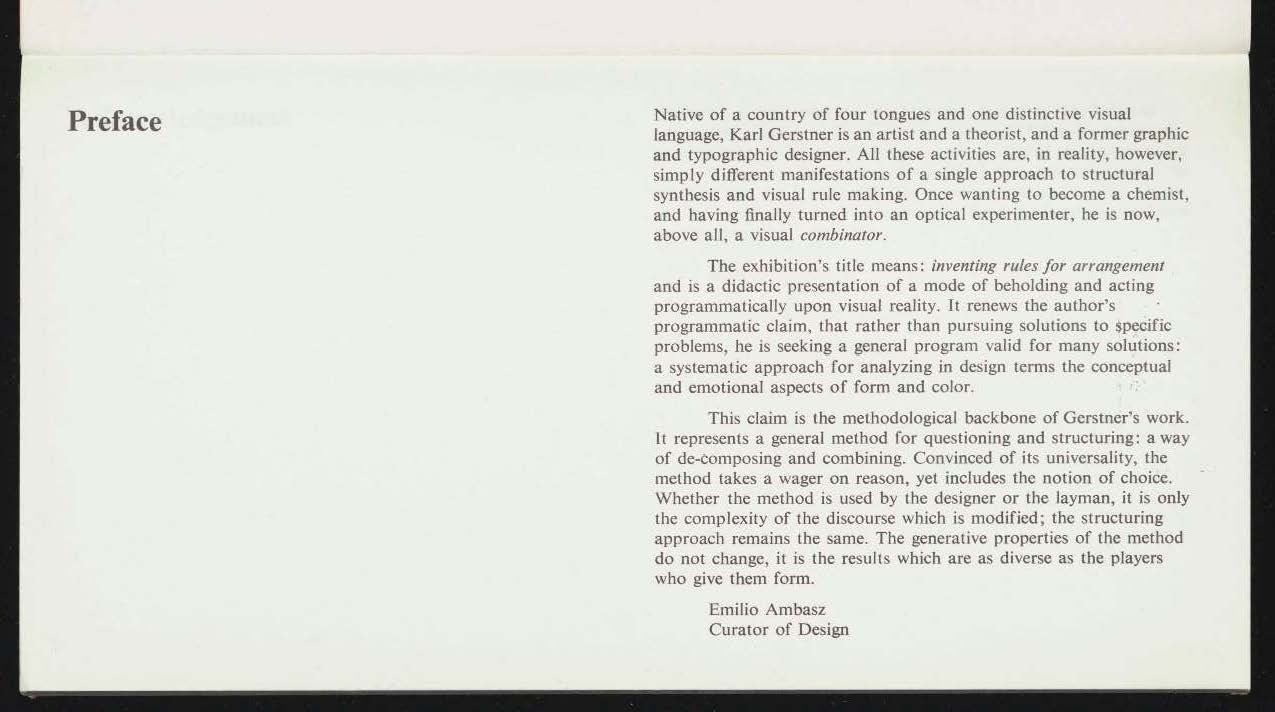 Preface
Native of a country of four tongues and one distinctive visual
language, Karl Gerstner is an artist and a theorist, and a former graphic
and typographic designer. All these activities are, in reality, however,
simply different manifestations of a single approach to structural
synthesis and visual rule making. Once wanting to become a chemist,
and having finally turned into an optical experimenter, he is now,
above all, a visual combinator.
The exhibition's title means: inventing rules for arrangement
and is a didactic presentation of a mode of beholding and acting
programmatically upon visual reality. It renews the author's
programmatic claim, that rather than pursuing solutions to specific
problems, he is seeking a general program valid for many solutions:
a systematic approach for analyzing in design terms the conceptual
and emotional aspects of form and color.
This claim is the methodological backbone of Gerstner's work.
It represents a general method for questioning and structuring: a way
of de-composing and combining. Convinced of its universality, the
method takes a wager on reason, yet includes the notion of choice.
Whether the method is used by the designer or the layman, it is only
the complexity of the discourse which is modified; the structuring
approach remains the same. The generative properties of the method
do not change, it is the results which are as diverse as the players
who give them form.
Emilio Ambasz
Curator of Design